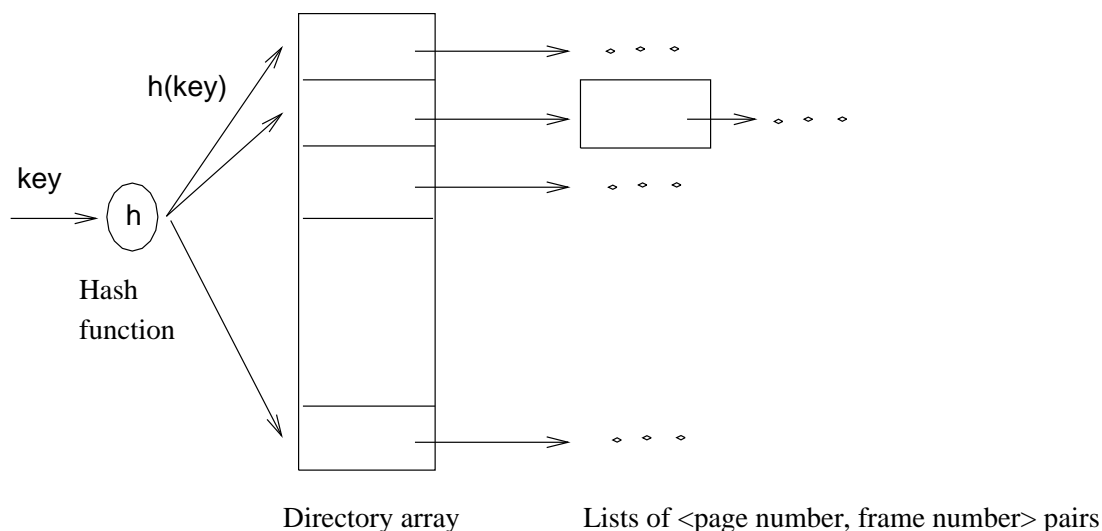 h(key)
key
h
Hash
function
Directory array
Lists of <page number, frame number> pairs